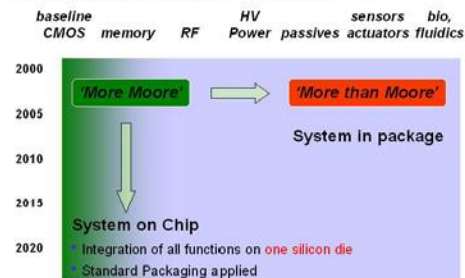 baseline CMOS memory RF HV Power passives sensors actuators bio, fluidics
2000
'More Moore' 'More than Moore'
2005
System in package
2010
2015
System on Chip
2020
Integration of all functions on one silicon die
Standard Packaging applied